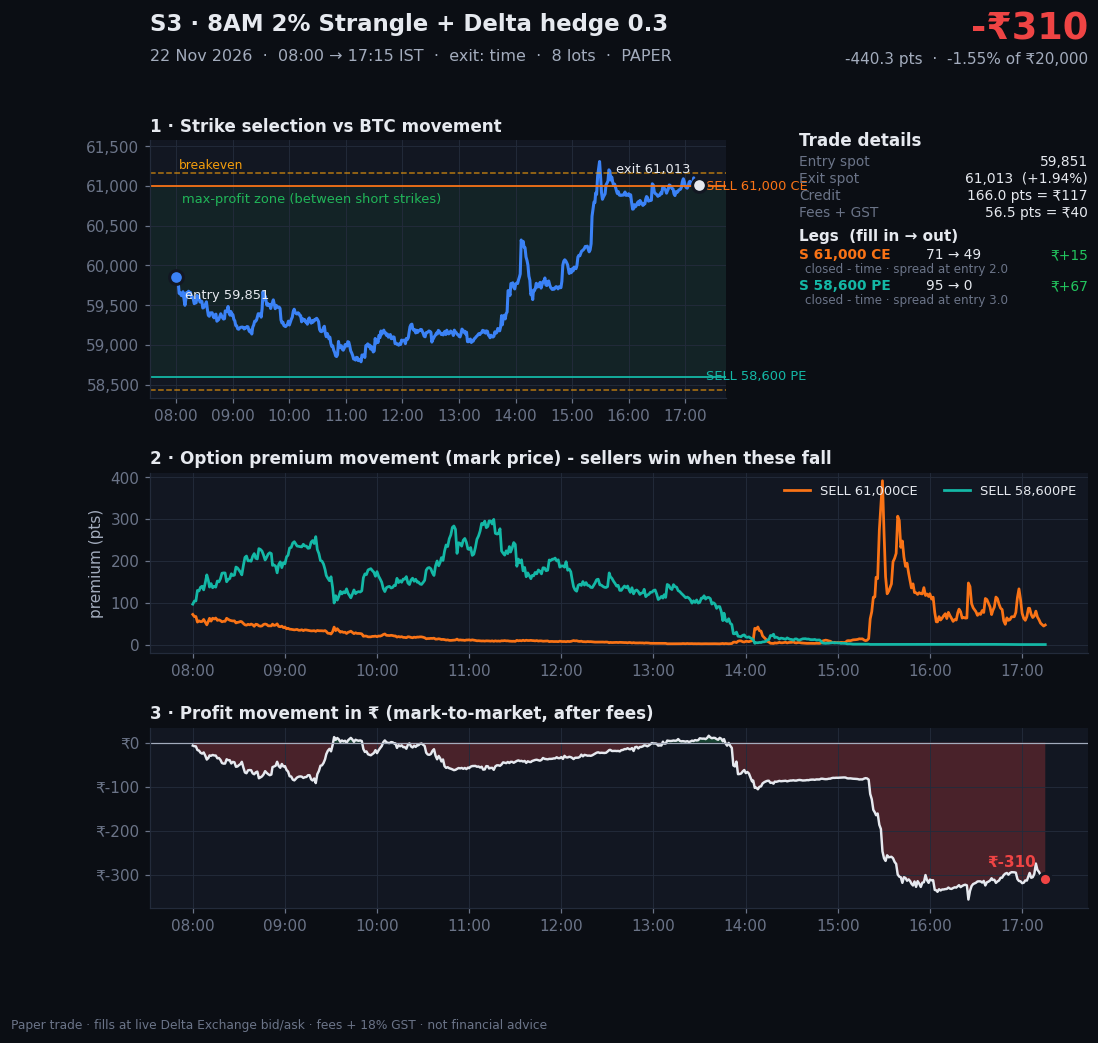 S3 · 8AM 2% Strangle + Delta hedge 0.3
-₹310
22 Nov 2026 · 08:00 → 17:15 IST · exit: time · 8 lots · PAPER
-440.3 pts · -1.55% of ₹20,000
1 · Strike selection vs BTC movement
61,500
61,000
60,500
60,000
59,500
59,000
58,500
breakeven
exit 61,013
SELL 61,000 CE
max-profit zone (between short strikes)
entry 59,851
SELL 58,600 PE
08:00 09:00 10:00 11:00 12:00 13:00 14:00 15:00 16:00 17:00
Trade details
Entry spot 59,851
Exit spot 61,013 (+1.94%)
Credit 166.0 pts = ₹117
Fees + GST 56.5 pts = ₹40
Legs (fill in → out)
S 61,000 CE 71 → 49 ₹+15
closed - time · spread at entry 2.0
S 58,600 PE 95 → 0 ₹+67
closed - time · spread at entry 3.0
2 · Option premium movement (mark price) - sellers win when these fall
premium (pts)
400
300
200
100
0
SELL 61,000CE SELL 58,600PE
08:00 09:00 10:00 11:00 12:00 13:00 14:00 15:00 16:00 17:00
3 · Profit movement in ₹ (mark-to-market, after fees)
₹0
₹-100
₹-200
₹-300
₹-310
08:00 09:00 10:00 11:00 12:00 13:00 14:00 15:00 16:00 17:00
Paper trade · fills at live Delta Exchange bid/ask · fees + 18% GST · not financial advice